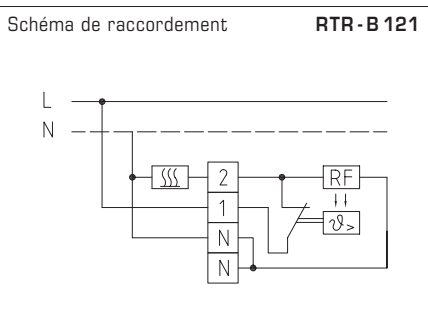 Schéma de raccordement RTR-B 121
L
N
2 RF
1
ϑ>
N
N